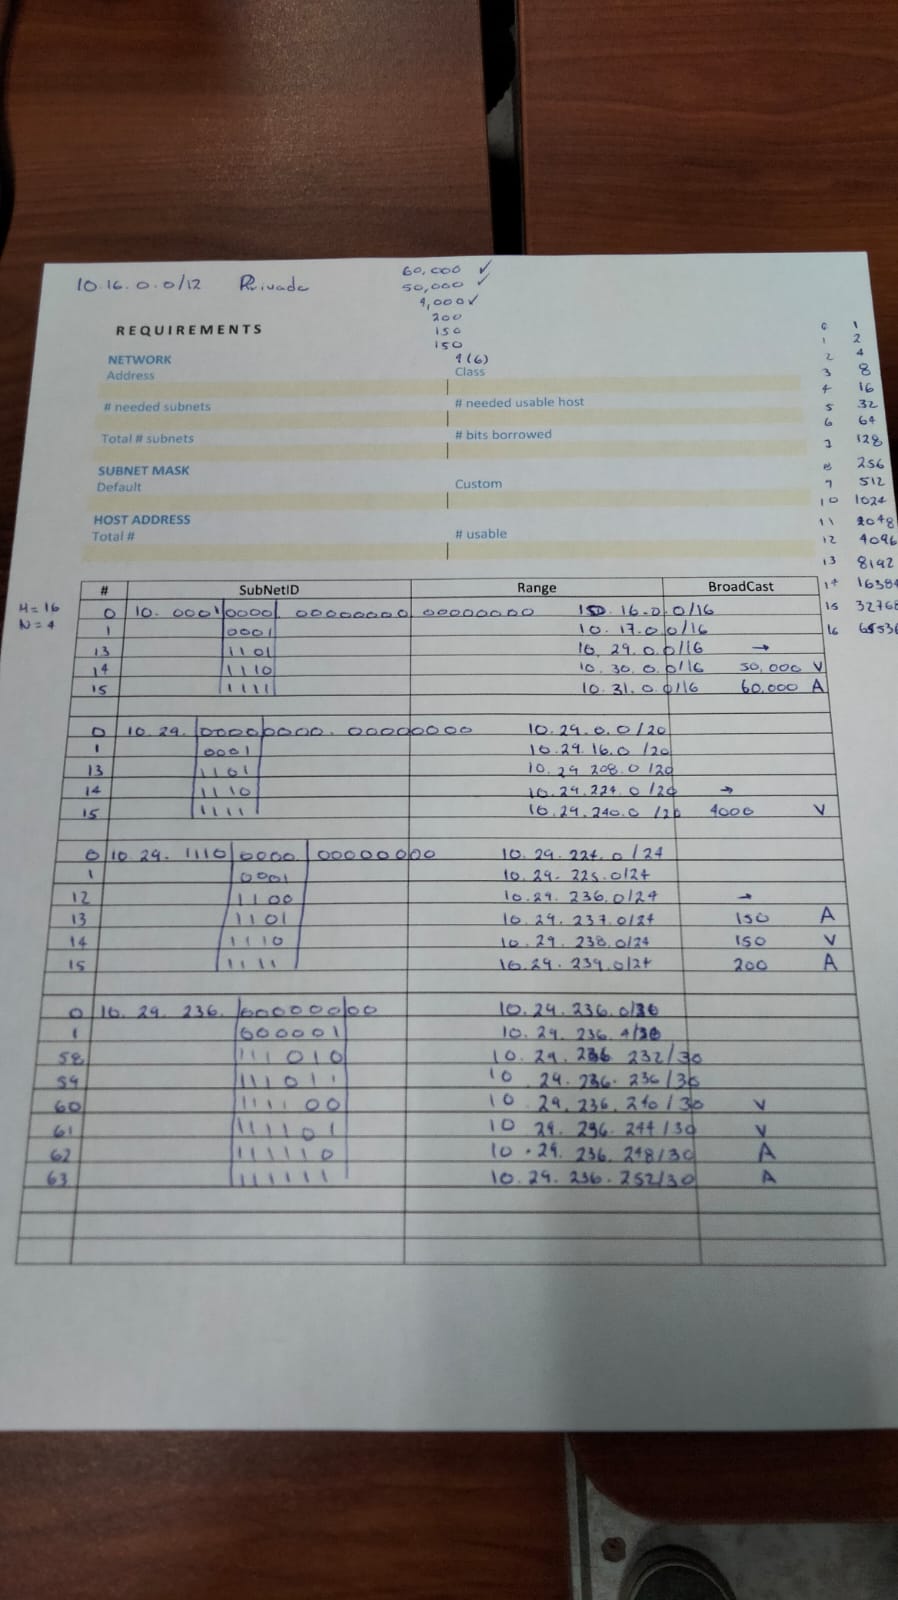 10.16.0.0/12 Privada
60,000 ✓
50,000 ✓
4,000 ✓
200
150
150
4(6)
REQUIREMENTS
NETWORK
Address Class
# needed subnets # needed usable host
Total # subnets # bits borrowed
SUBNET MASK
Default Custom
HOST ADDRESS
Total # # usable
0 1
1 2
2 4
3 8
4 16
5 32
6 64
7 128
8 256
9 512
10 1024
11 2048
12 4096
13 8192
14 16384
15 32768
16 65536
H=16
N=4
# SubNetID Range BroadCast
0 10. 0001|0000|. 00000000.00000000 10.16.0.0/16
1 0001 10.17.0.0/16
13 1101 10.29.0.0/16 →
14 1110 10.30.0.0/16 50,000 V
15 1111 10.31.0.0/16 60.000 A
0 10.29.|0000|0000.00000000 10.29.0.0/20
1 0001 10.29.16.0/20
13 1101 10.29 208.0/20
14 1110 10.29.224.0/20 →
15 1111 10.29.240.0/20 4000 V
0 10.29.1110|0000.|00000000 10.29.224.0/24
1 0001 10.29.225.0/24
12 1100 10.29.236.0/24 →
13 1101 10.29.237.0/24 150 A
14 1110 10.29.238.0/24 150 V
15 1111 10.29.239.0/24 200 A
0 10.29.236.|000000|00 10.29.236.0/30
1 000001 10.29.236.4/30
58 111010 10.29.236 232/30
59 111011 10.29.236.236/30
60 111100 10.29.236.240/30 V
61 111101 10 29.236.244/30 V
62 111110 10.29.236.248/30 A
63 111111 10.29.236.252/30 A